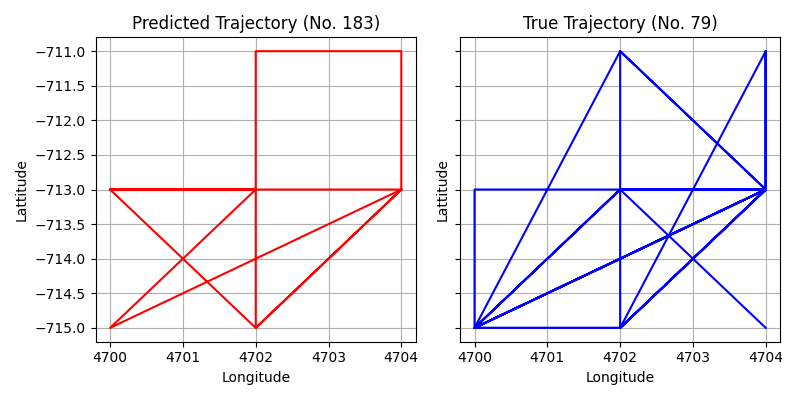 Predicted Trajectory (No. 183)
True Trajectory (No. 79)
Lattitude
−711.0
−711.5
−712.0
−712.5
−713.0
−713.5
−714.0
−714.5
−715.0
Lattitude
4700 4701 4702 4703 4704
4700 4701 4702 4703 4704
Longitude
Longitude